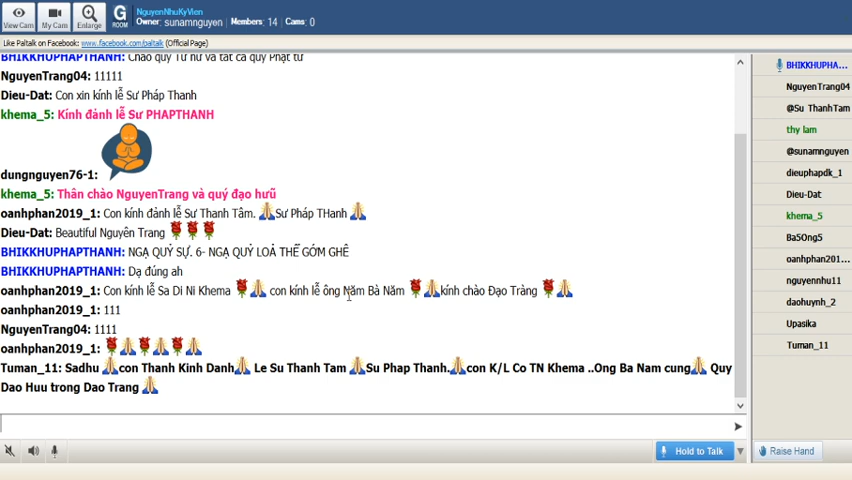 NguyenNhuKyVien
Owner: sunamnguyen Members: 14 Cams: 0
View Cam My Cam Enlarge G ROOM
Like Paltalk on Facebook: www.facebook.com/paltalk (Official Page)
BHIKKHUPHAPTHANH: Chào quý Tu nữ và tất cả quý Phật tử
NguyenTrang04: 11111
Dieu-Dat: Con xin kính lễ Sư Pháp Thanh
khema_5: Kính đảnh lễ Sư PHAPTHANH
dungnguyen76-1:
khema_5: Thân chào NguyenTrang và quý đạo hữu
oanhphan2019_1: Con kính đảnh lễ Sư Thanh Tâm. Sư Pháp THanh
Dieu-Dat: Beautiful Nguyên Trang
BHIKKHUPHAPTHANH: NGẠ QUỶ SỰ. 6- NGẠ QUỶ LOẢ THỂ GỚM GHÊ
BHIKKHUPHAPTHANH: Dạ đúng ah
oanhphan2019_1: Con kính lễ Sa Di Ni Khema con kính lễ ông Năm Bà Năm kính chào Đạo Tràng
oanhphan2019_1: 111
NguyenTrang04: 1111
oanhphan2019_1:
Tuman_11: Sadhu con Thanh Kinh Danh Le Su Thanh Tam Su Phap Thanh. con K/L Co TN Khema ..Ong Ba Nam cung Quy
Dao Huu trong Dao Trang
BHIKKHUPHA...
NguyenTrang04
@Su ThanhTam
thy lam
@sunamnguyen
dieuphapdk_1
Dieu-Dat
khema_5
Ba5Ong5
oanhphan201...
nguyennhu11
daohuynh_2
Upasika
Tuman_11
Hold to Talk
Raise Hand